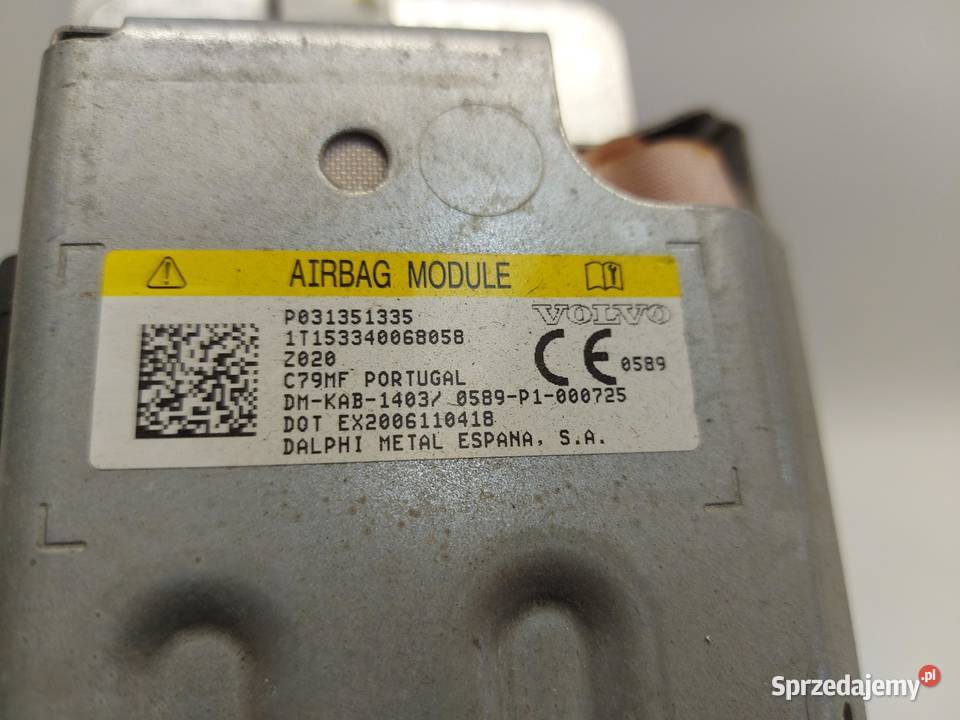 AIRBAG MODULE
P031351335
VOLVO
1T153340068058
Z020
CE 0589
C79MF PORTUGAL
DM-KAB-1403/ 0589-P1-000725
DOT EX2006110418
DALPHI METAL ESPANA, S.A.
Sprzedajemy.pl